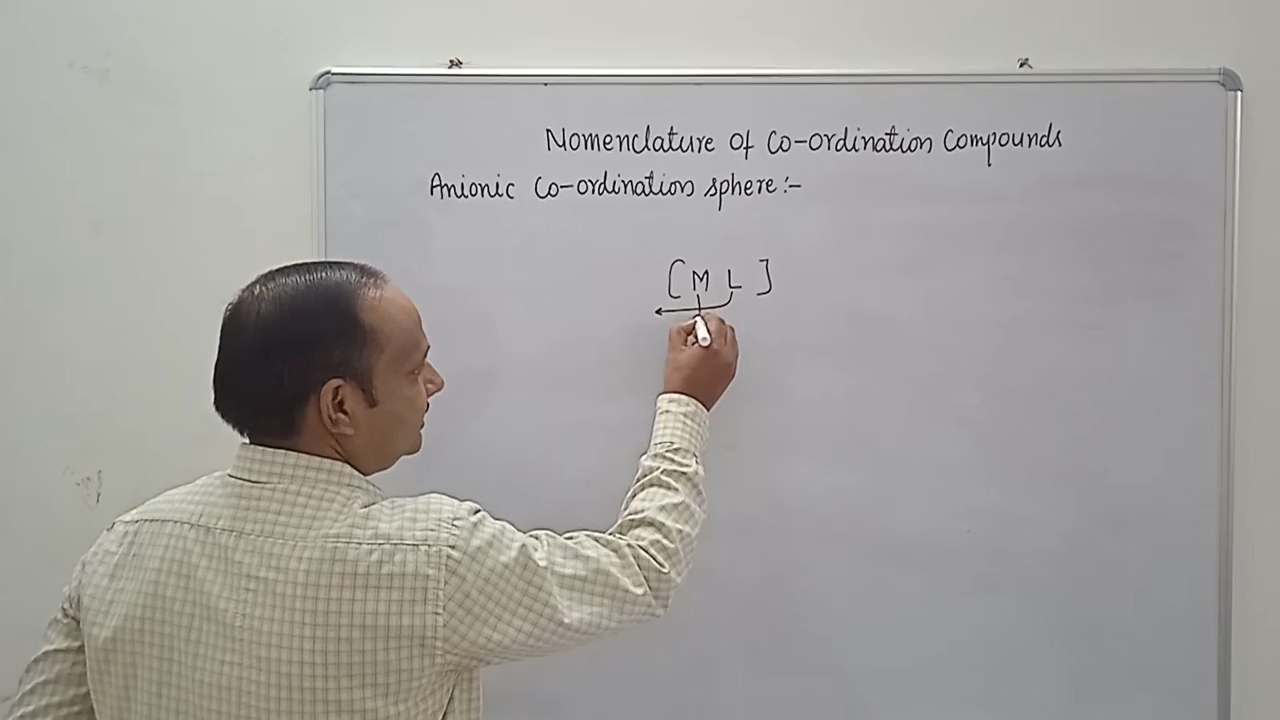 Nomenclature of Co-ordination Compounds
Anionic Co-ordination sphere:-
[M L ]